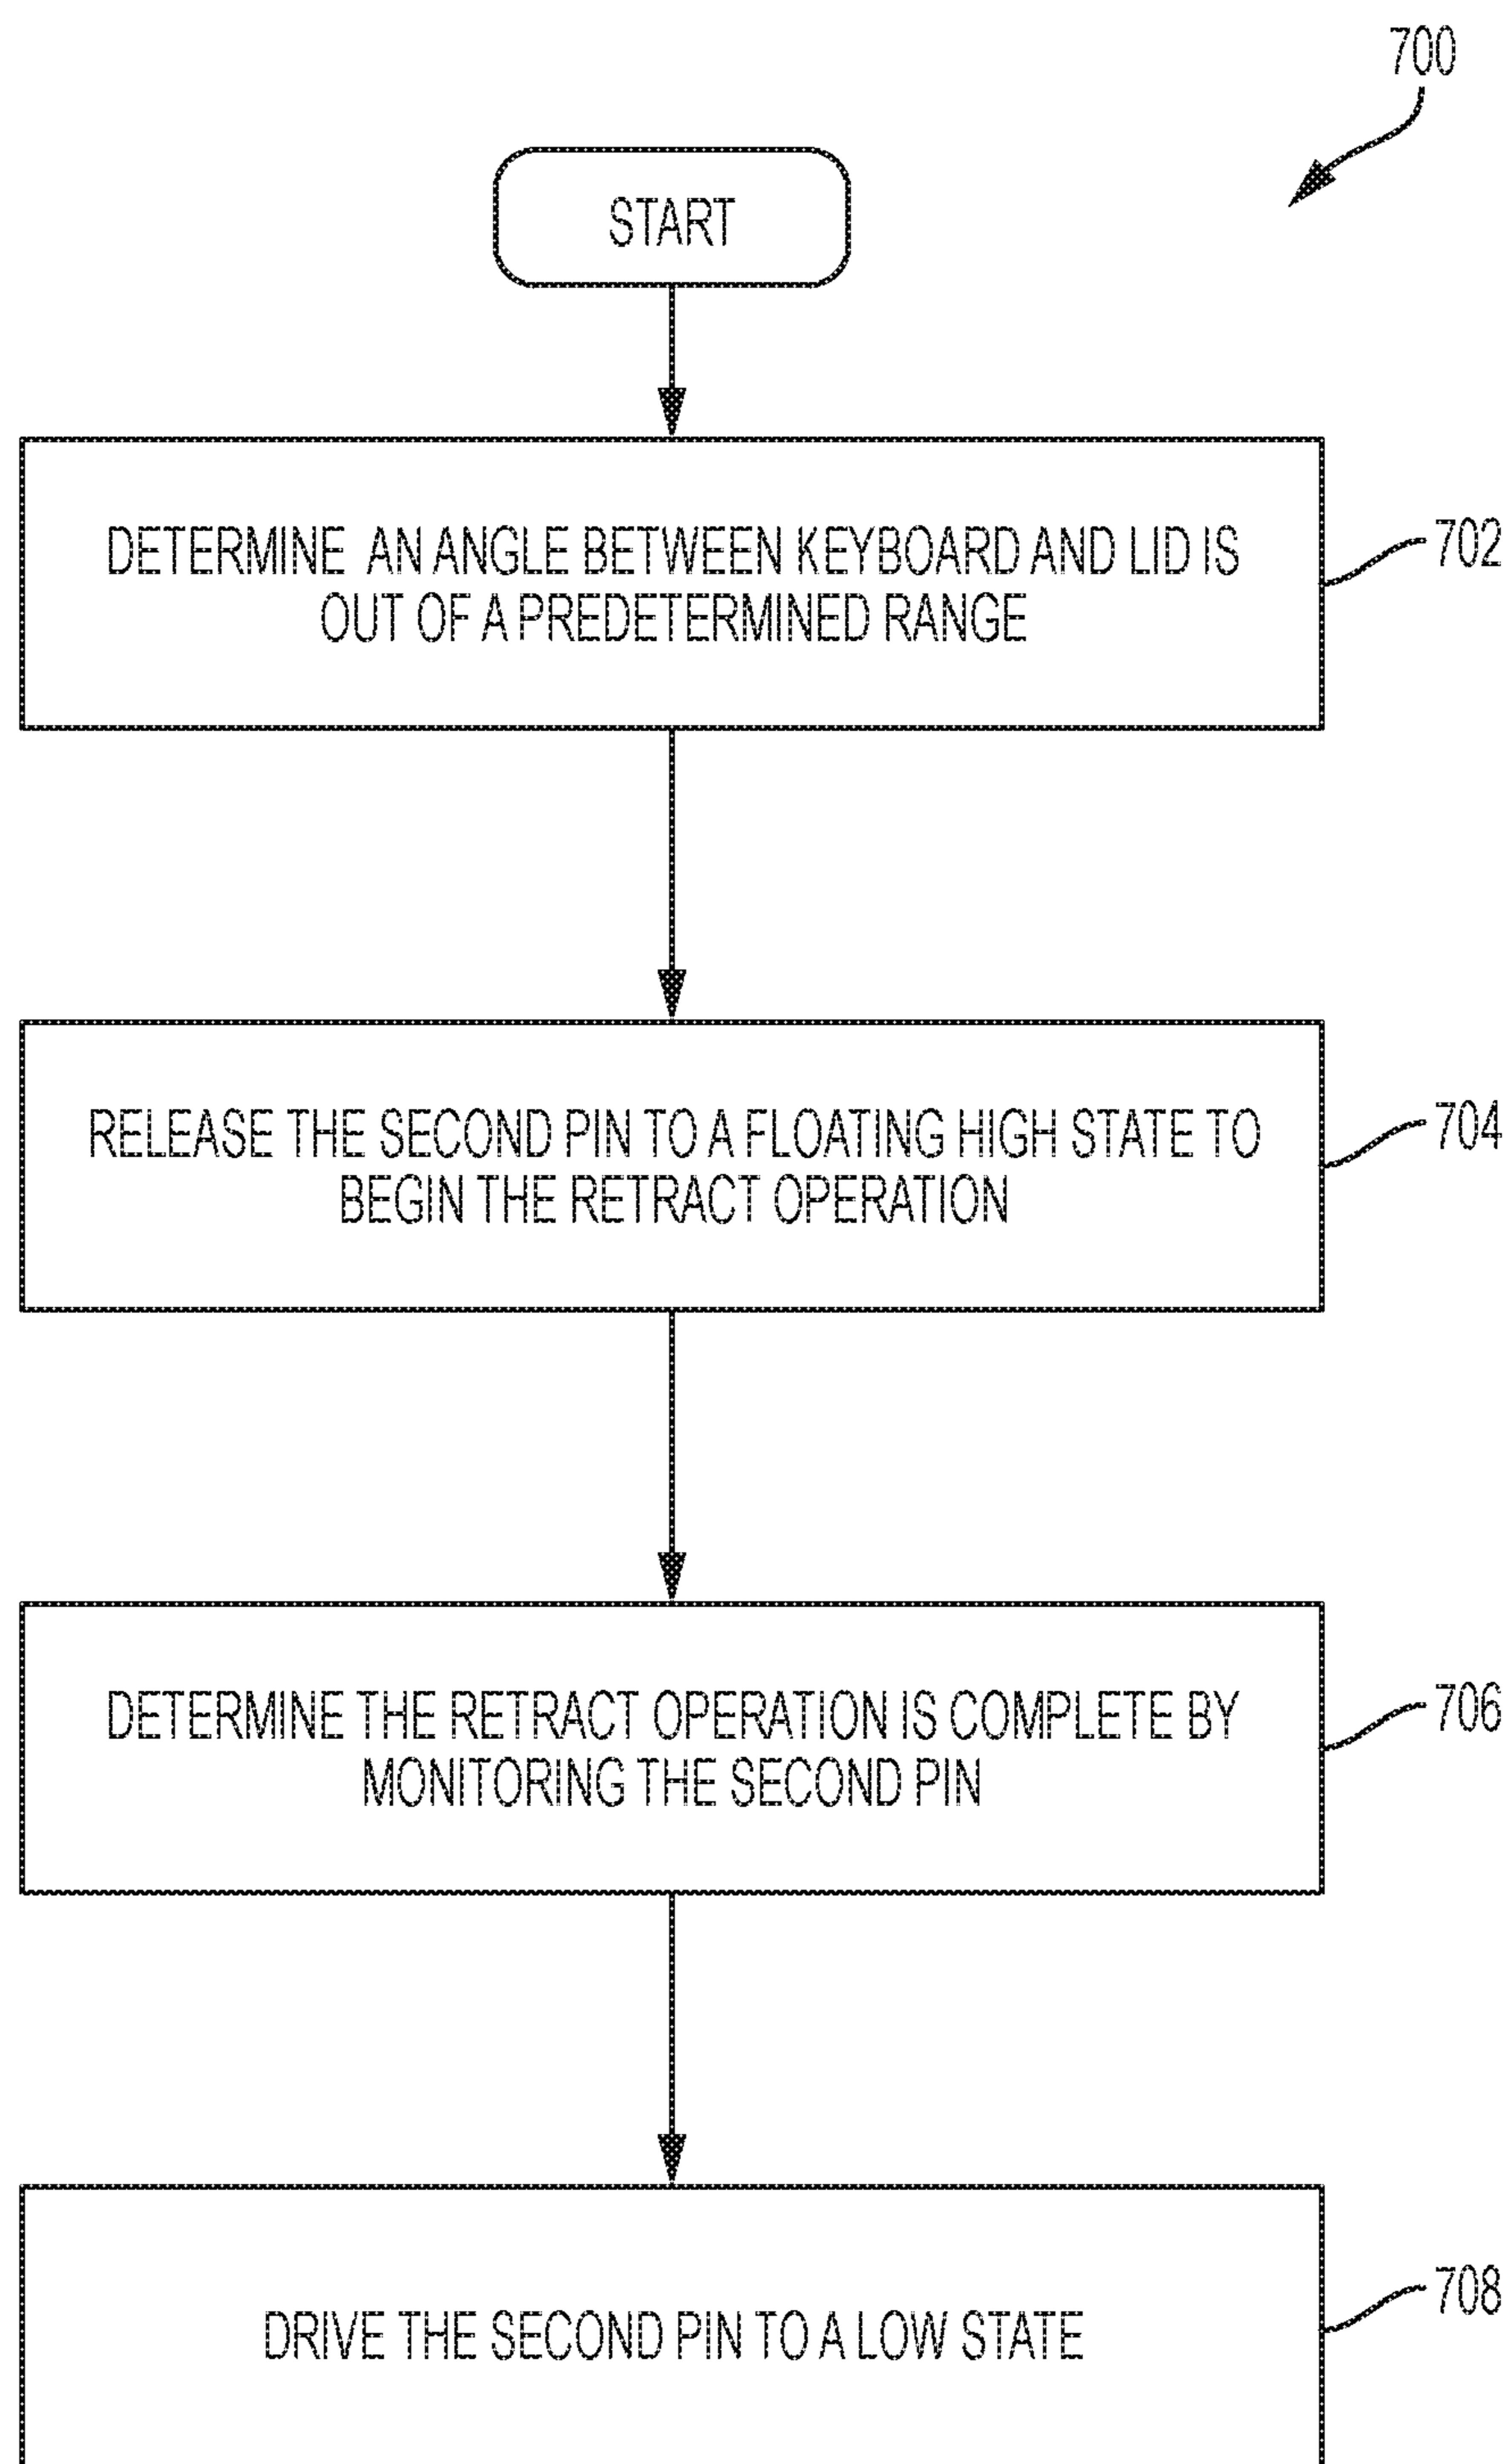 700
START
DETERMINE AN ANGLE BETWEEN KEYBOARD AND LID IS
OUT OF A PREDETERMINED RANGE
702
RELEASE THE SECOND PIN TO A FLOATING HIGH STATE TO
BEGIN THE RETRACT OPERATION
704
DETERMINE THE RETRACT OPERATION IS COMPLETE BY
MONITORING THE SECOND PIN
706
DRIVE THE SECOND PIN TO A LOW STATE
708